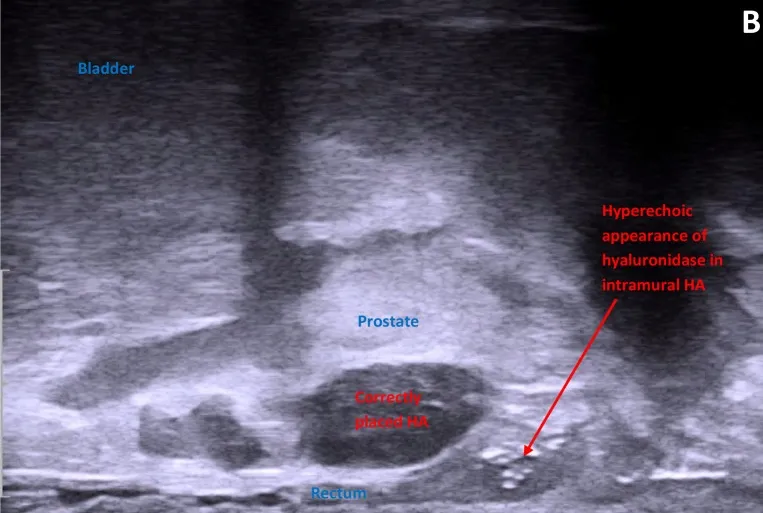 B
Bladder
Hyperechoic
appearance of
hyaluronidase in
intramural HA
Prostate
Correctly
placed HA
Rectum